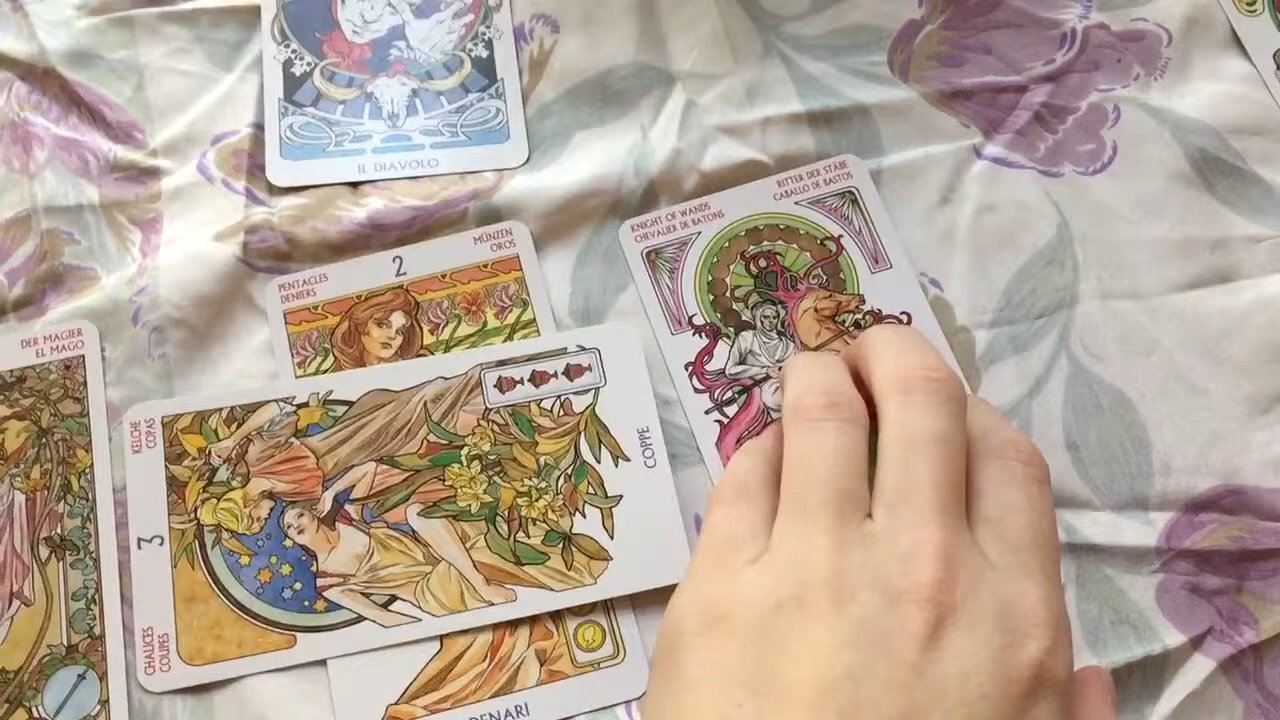 IL DIAVOLO
RITTER DER STÄBE
CABALLO DE BASTOS
KNIGHT OF WANDS
CHEVALIER DE BATONS
MÜNZEN
OROS
2
PENTACLES
DENIERS
DER MAGIER
EL MAGO
KELCHE
COPAS
3
CHALICES
COUPES
COPPE
DENARI